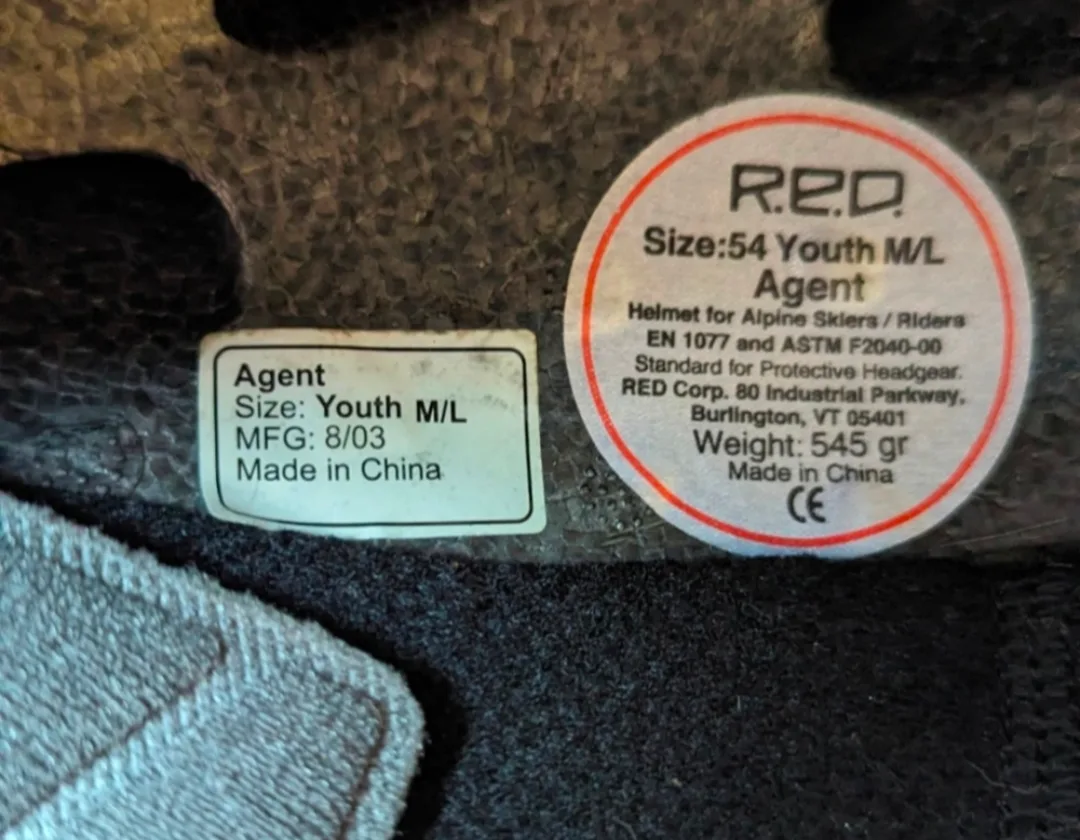 Agent
Size: Youth M/L
MFG: 8/03
Made in China
R.E.D.
Size:54 Youth M/L
Agent
Helmet for Alpine Skiers / Riders
EN 1077 and ASTM F2040-00
Standard for Protective Headgear.
RED Corp. 80 Industrial Parkway,
Burlington, VT 05401
Weight: 545 gr
Made in China
CE